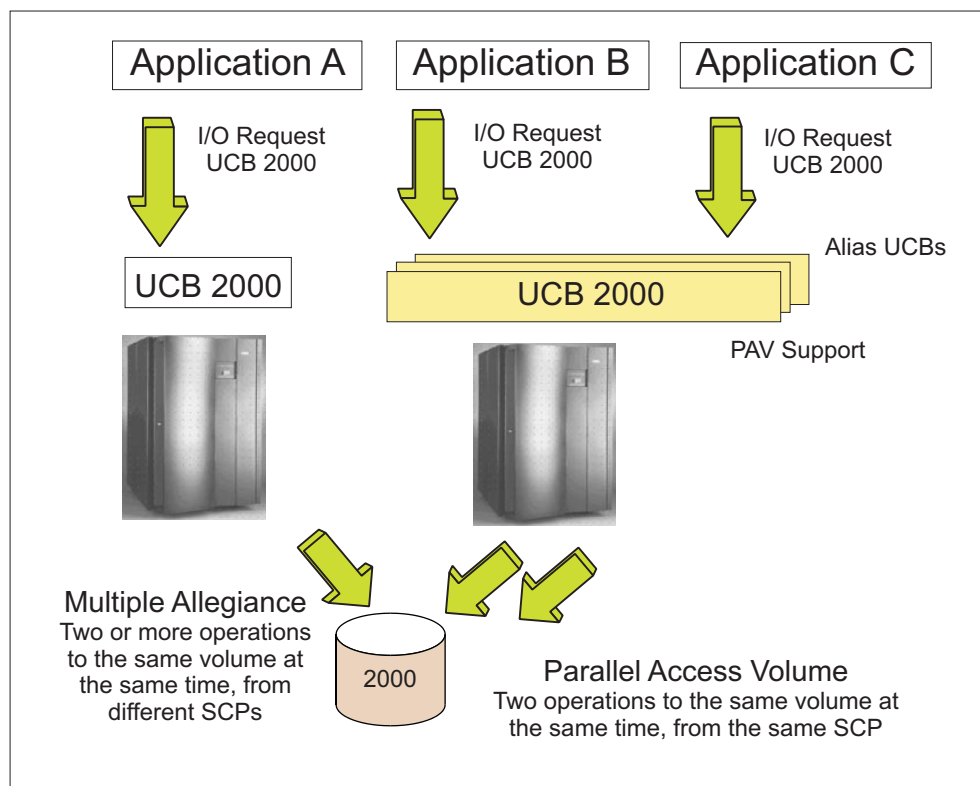 Application A
Application B
Application C
I/O Request
UCB 2000
I/O Request
UCB 2000
I/O Request
UCB 2000
Alias UCBs
UCB 2000
UCB 2000
PAV Support
Multiple Allegiance
Two or more operations
to the same volume at
the same time, from
different SCPs
2000
Parallel Access Volume
Two operations to the same volume at
the same time, from the same SCP